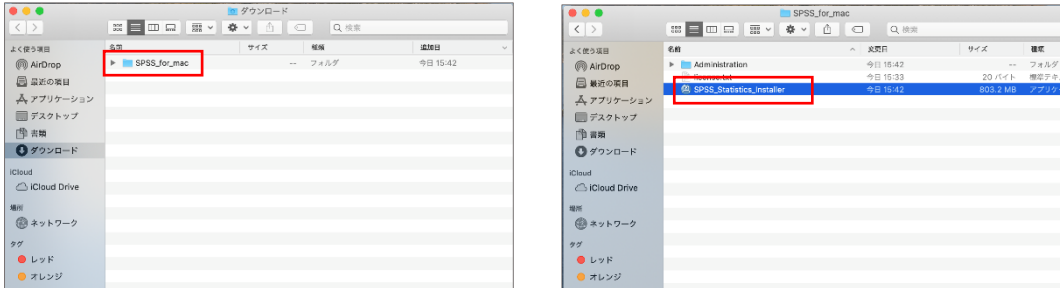 ダウンロード
検索
よく使う項目
AirDrop
最近の項目
アプリケーション
デスクトップ
書類
ダウンロード
iCloud
iCloud Drive
場所
ネットワーク
タグ
レッド
オレンジ
名前 サイズ 種類 追加日
SPSS_for_mac -- フォルダ 今日 15:42
SPSS_for_mac
検索
よく使う項目
AirDrop
最近の項目
アプリケーション
デスクトップ
書類
ダウンロード
iCloud
iCloud Drive
場所
ネットワーク
タグ
レッド
オレンジ
名前 変更日 サイズ 種類
Administration 今日 15:42 -- フォルダ
license.txt 今日 15:33 20 バイト 標準テキ
SPSS_Statistics_Installer 今日 15:42 803.2 MB アプリケ